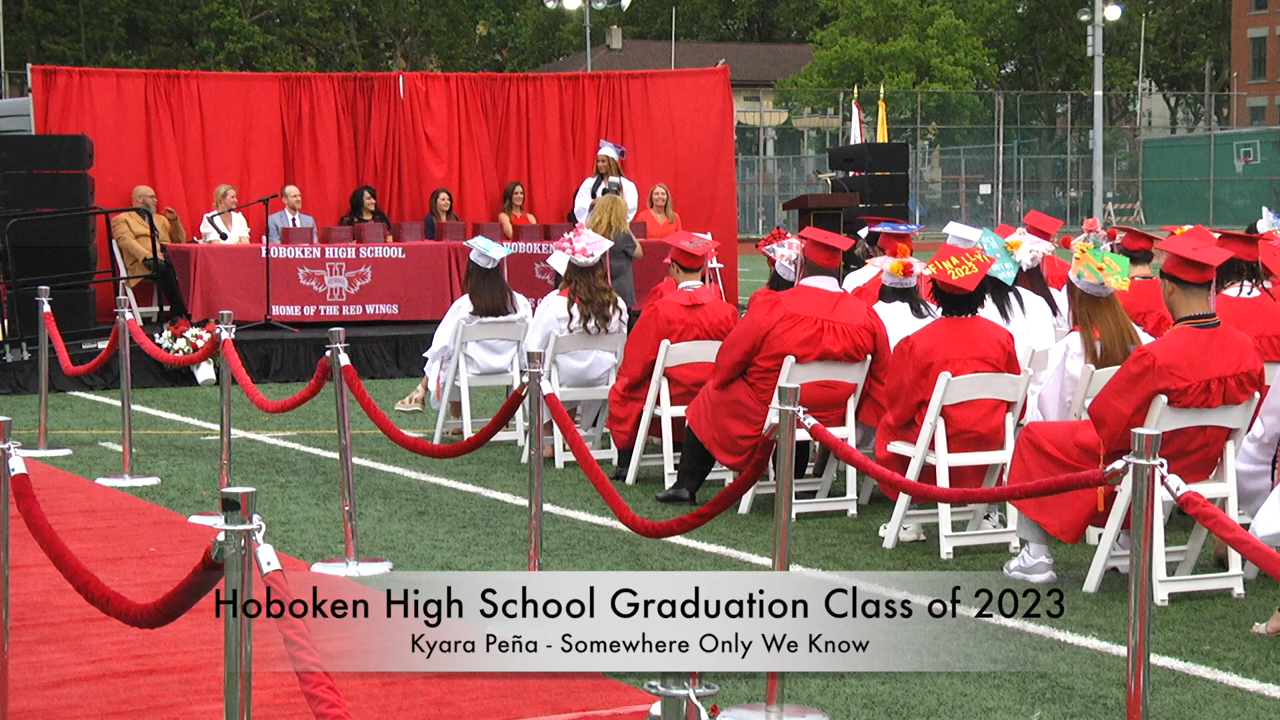 HOBOKEN HIGH SCHOOL
HOBOKEN
H
HOME OF THE RED WINGS
FINALLY!
2023
Hoboken High School Graduation Class of 2023
Kyara Peña - Somewhere Only We Know